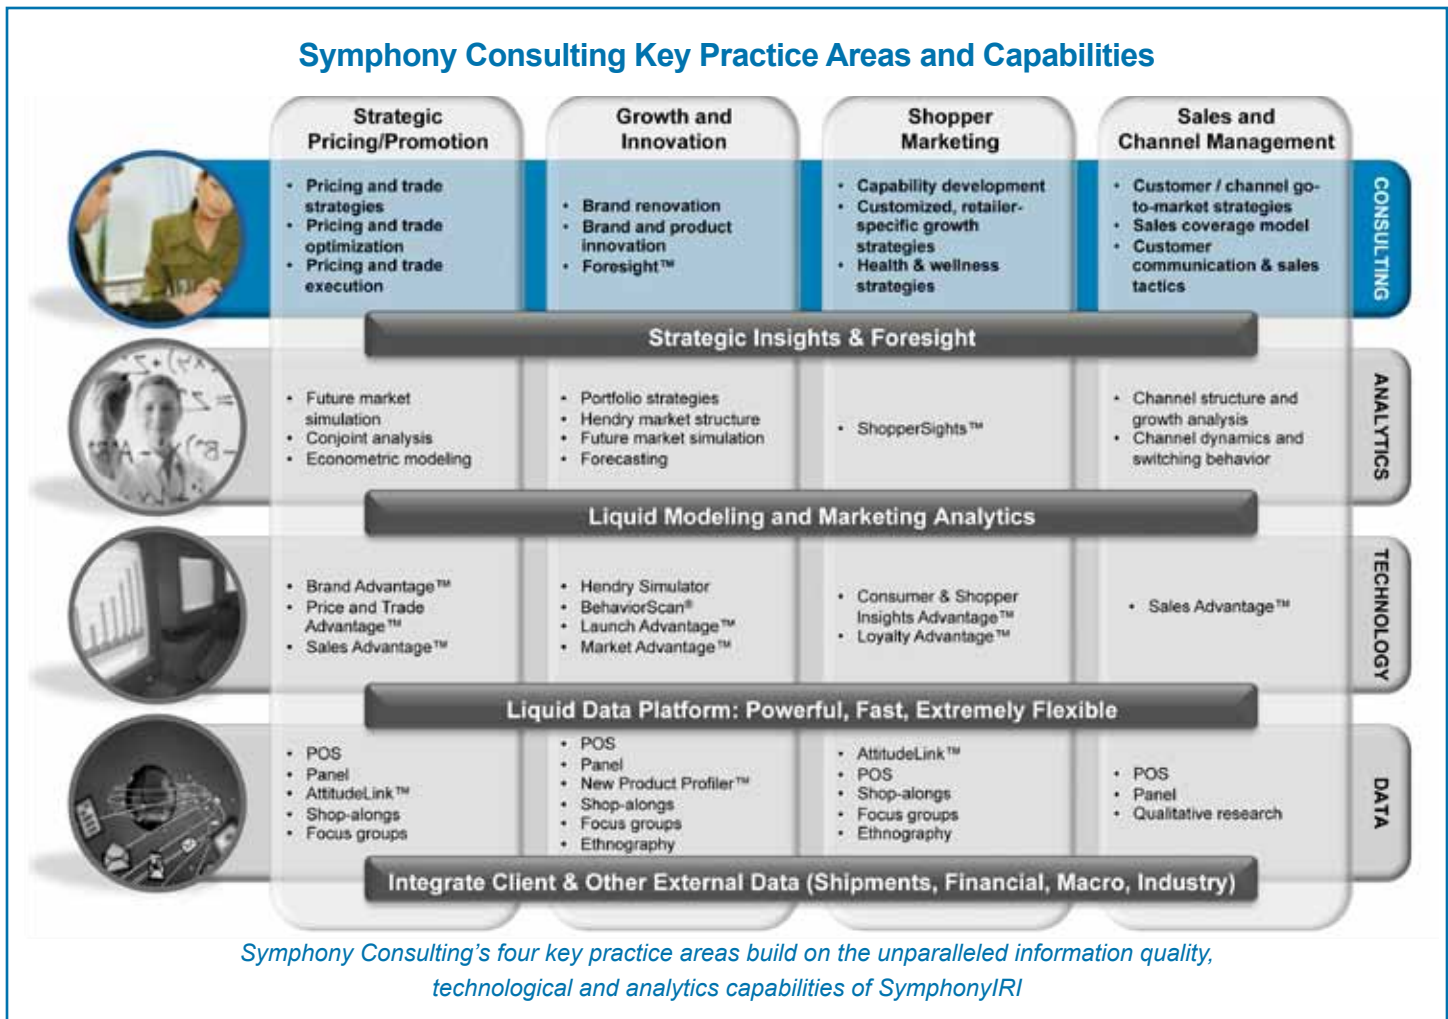 Symphony Consulting Key Practice Areas and Capabilities
Strategic
Pricing/Promotion
Growth and
Innovation
Shopper
Marketing
Sales and
Channel Management
• Pricing and trade
strategies
• Pricing and trade
optimization
• Pricing and trade
execution
• Brand renovation
• Brand and product
innovation
• Foresight™
• Capability development
• Customized, retailer-
specific growth
strategies
• Health & wellness
strategies
• Customer / channel go-
to-market strategies
• Sales coverage model
• Customer
communication & sales
tactics
CONSULTING
Strategic Insights & Foresight
• Future market
simulation
• Conjoint analysis
• Econometric modeling
• Portfolio strategies
• Hendry market structure
• Future market simulation
• Forecasting
• ShopperSights™
• Channel structure and
growth analysis
• Channel dynamics and
switching behavior
ANALYTICS
Liquid Modeling and Marketing Analytics
• Brand Advantage™
• Price and Trade
Advantage™
• Sales Advantage™
• Hendry Simulator
• BehaviorScan®
• Launch Advantage™
• Market Advantage™
• Consumer & Shopper
Insights Advantage™
• Loyalty Advantage™
• Sales Advantage™
TECHNOLOGY
Liquid Data Platform: Powerful, Fast, Extremely Flexible
• POS
• Panel
• AttitudeLink™
• Shop-alongs
• Focus groups
• POS
• Panel
• New Product Profiler™
• Shop-alongs
• Focus groups
• Ethnography
• AttitudeLink™
• POS
• Shop-alongs
• Focus groups
• Ethnography
• POS
• Panel
• Qualitative research
DATA
Integrate Client & Other External Data (Shipments, Financial, Macro, Industry)
Symphony Consulting's four key practice areas build on the unparalleled information quality,
technological and analytics capabilities of SymphonyIRI